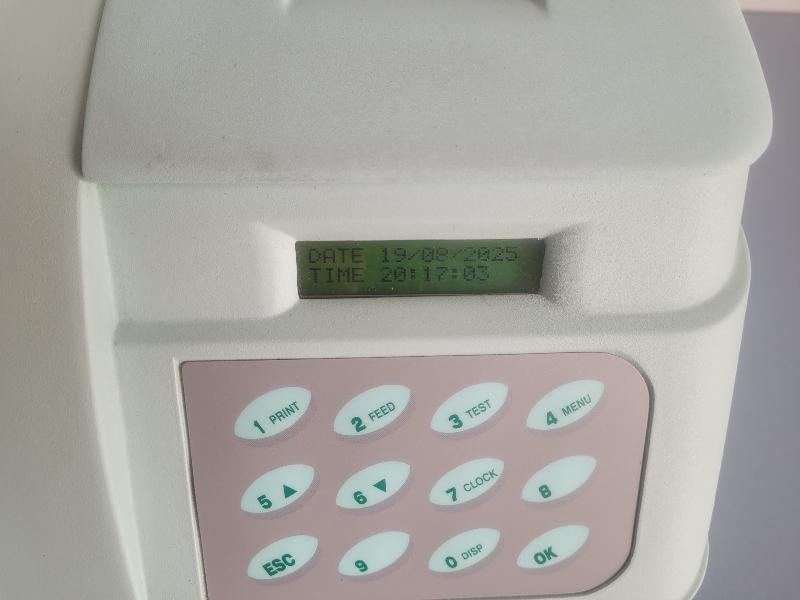 DATE 19/08/2025
TIME 20:17:03
1 PRINT 2 FEED 3 TEST 4 MENU
5 ▲ 6 ▼ 7 CLOCK 8
ESC 9 0 DISP OK